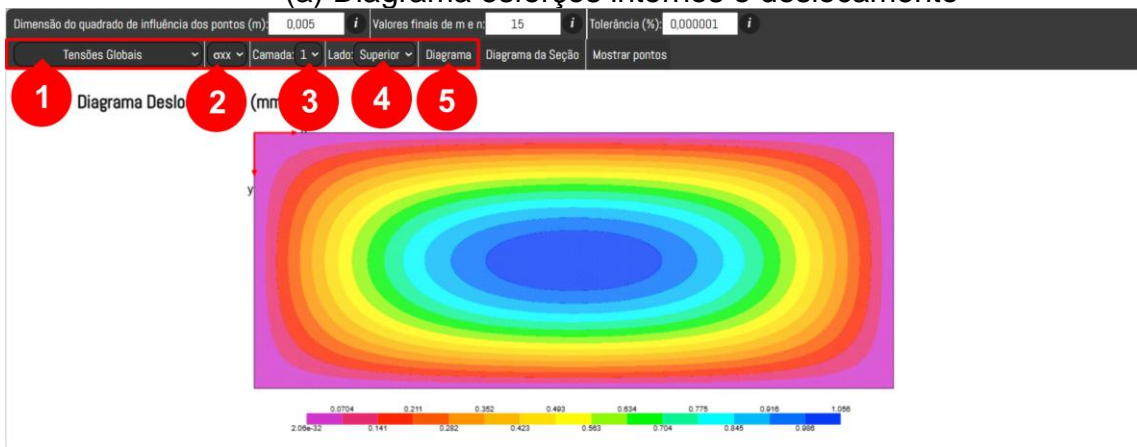 (a) Diagrama esforços internos e deslocamento
Dimensão do quadrado de influência dos pontos (m): 0,005 i Valores finais de m e n: 15 i Tolerância (%): 0,000001 i
Tensões Globais σxx Camada: 1 Lado: Superior Diagrama Diagrama da Seção Mostrar pontos
1 2 3 4 5
Diagrama Deslo (mm
y
0.0704 0.211 0.352 0.493 0.634 0.775 0.916 1.056
2.06e-32 0.141 0.282 0.423 0.563 0.704 0.845 0.986